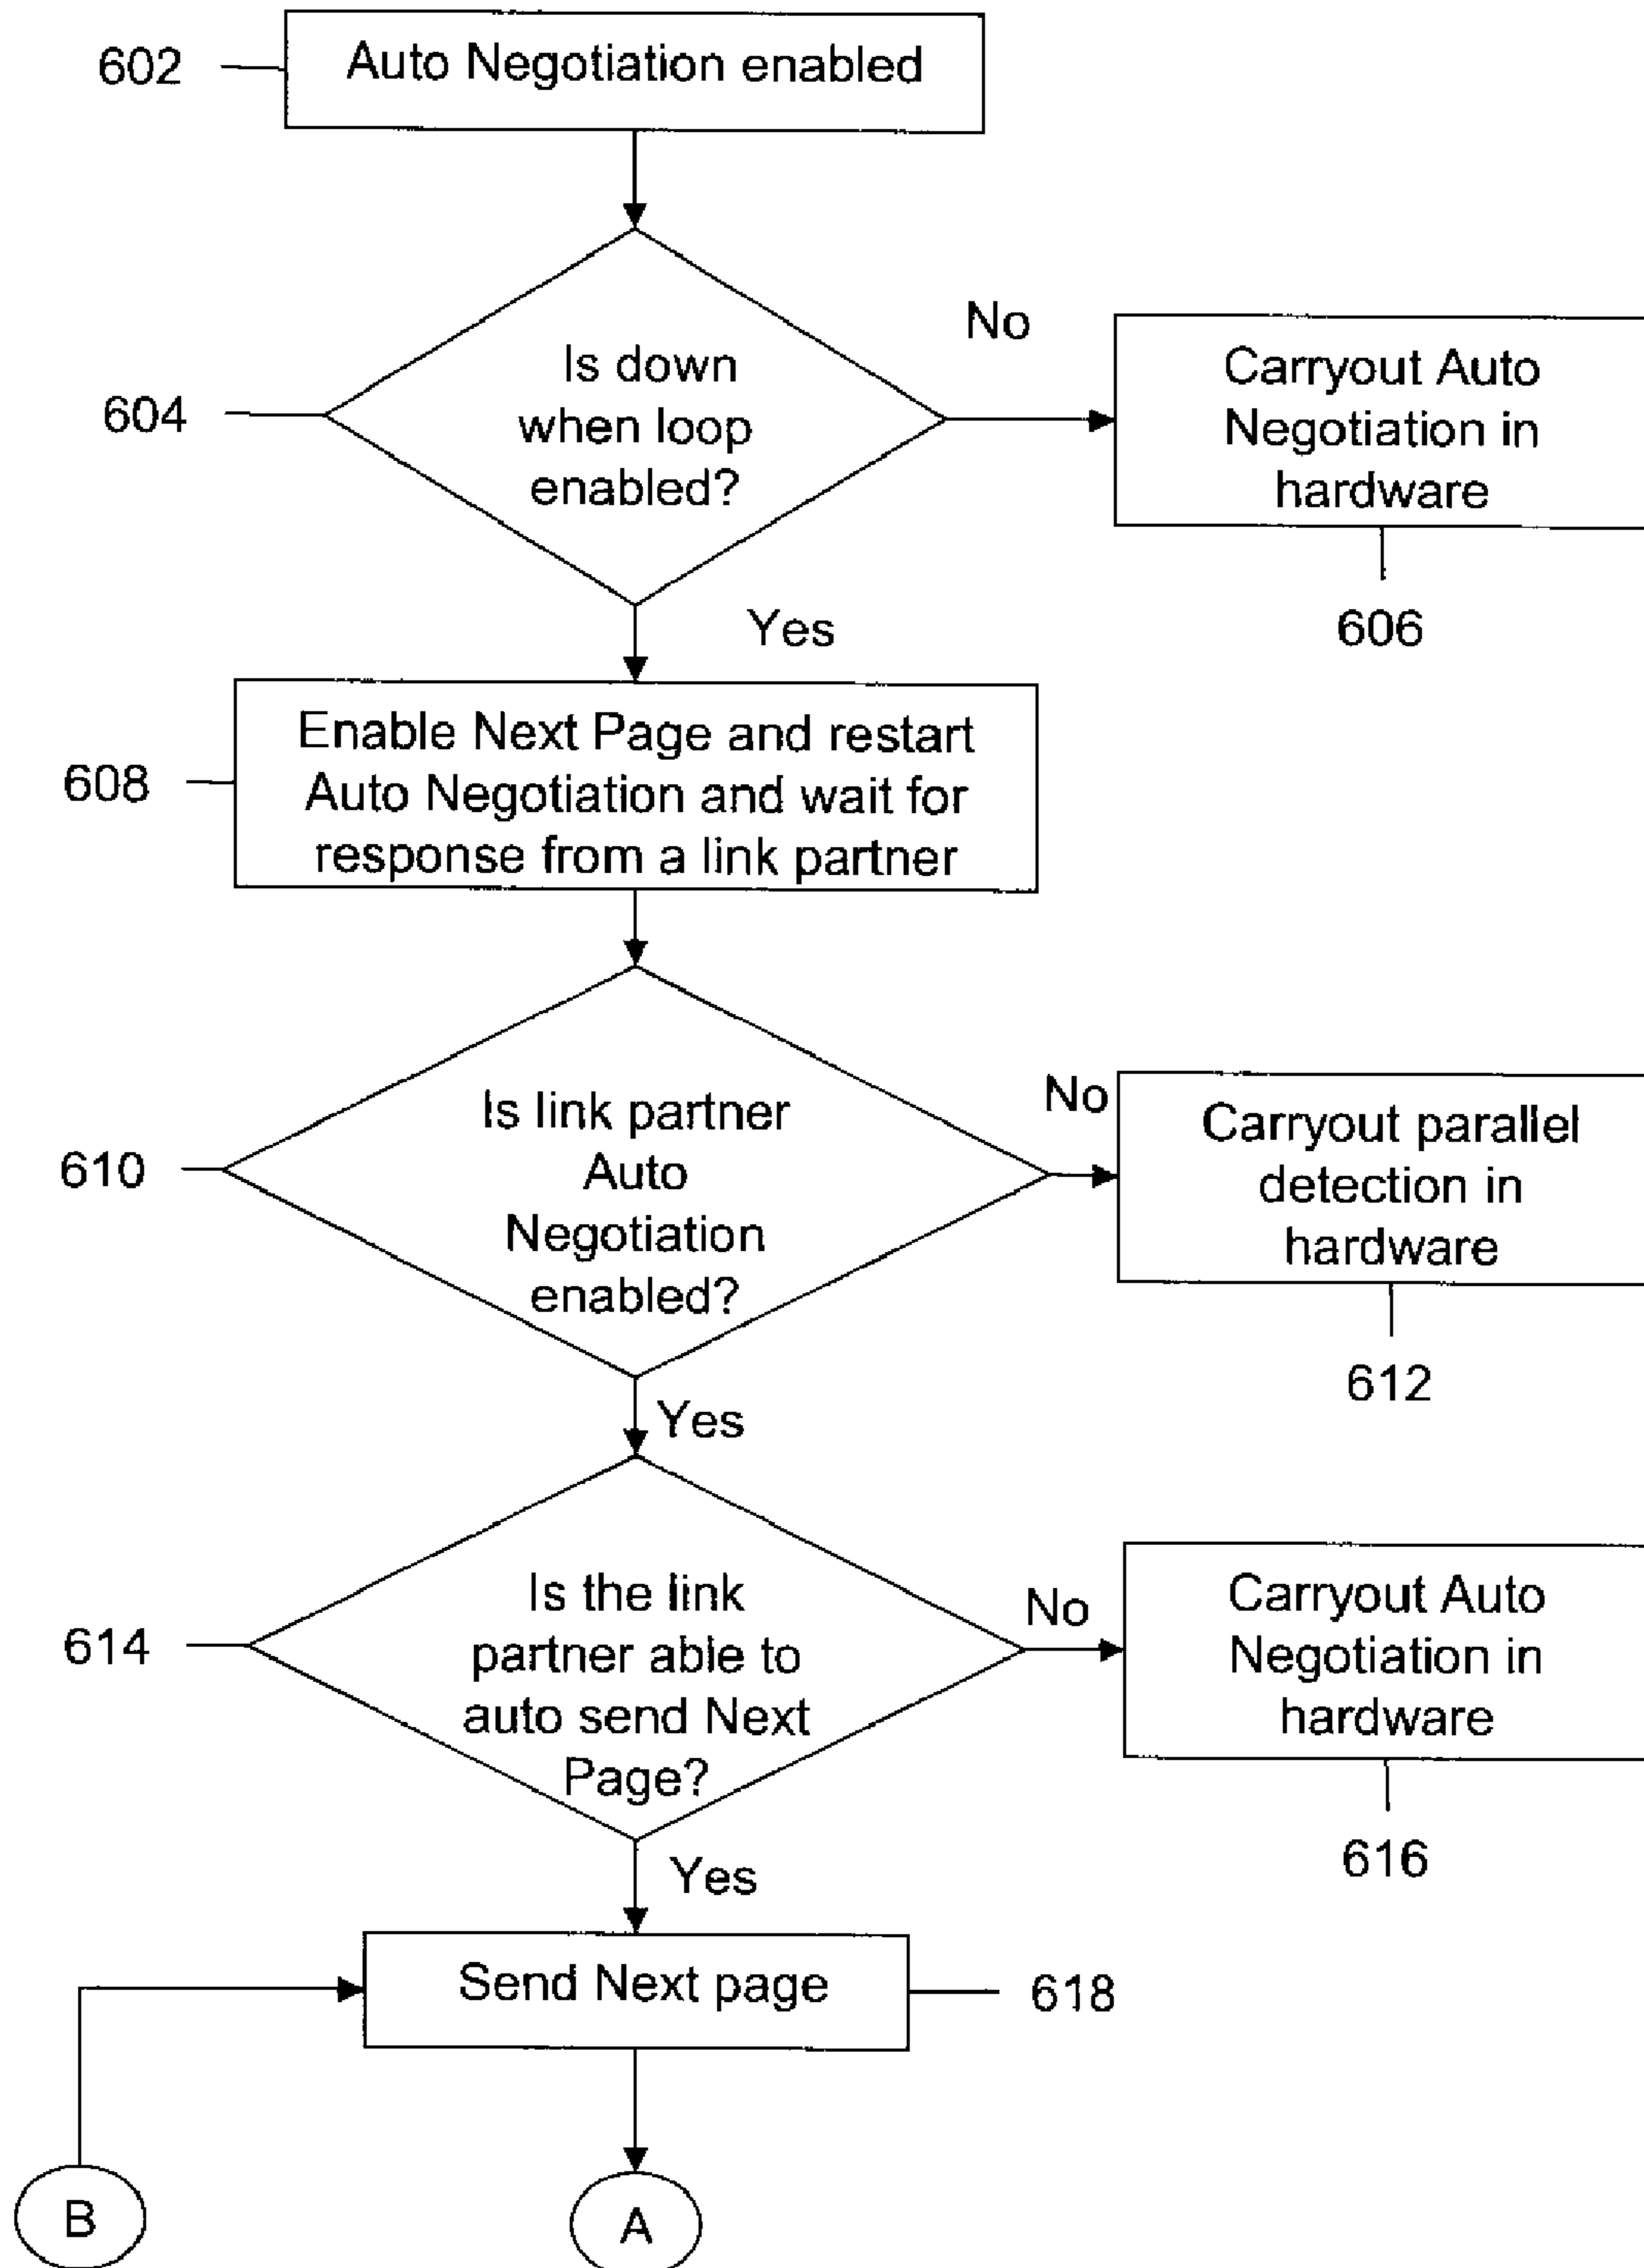 602
Auto Negotiation enabled
604
Is down
when loop
enabled?
No
Carryout Auto
Negotiation in
hardware
606
Yes
608
Enable Next Page and restart
Auto Negotiation and wait for
response from a link partner
610
Is link partner
Auto
Negotiation
enabled?
No
Carryout parallel
detection in
hardware
612
Yes
614
Is the link
partner able to
auto send Next
Page?
No
Carryout Auto
Negotiation in
hardware
616
Yes
Send Next page
618
B
A